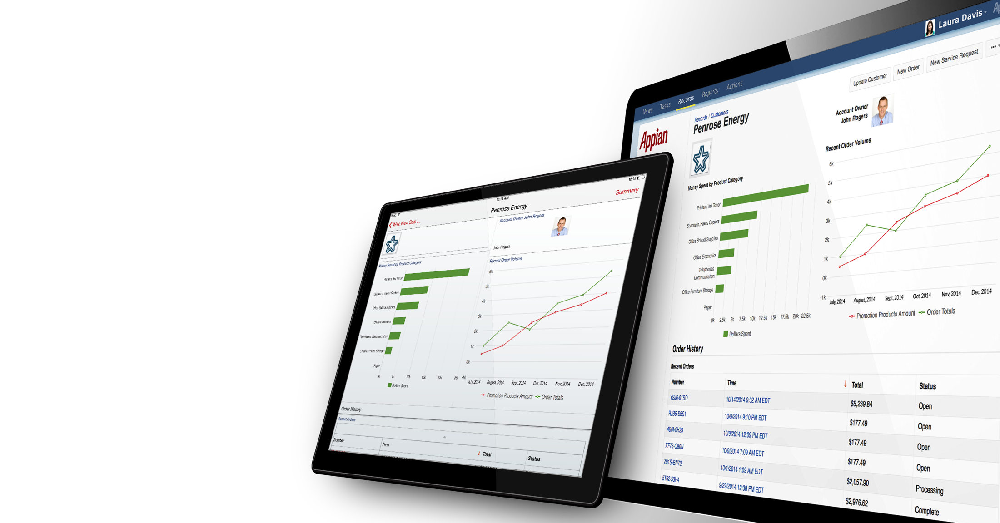 iPad
10:19 AM
16%
WIN! New Sale ...
Penrose Energy
Summary
Account Owner John Rogers
John Rogers
Money Spent by Product Category
Printers, Ink Toner
Scanners, Faxes Copiers
Office School Supplies
Office Electronics
Telephones Communication
Office Furniture Storage
Paper
0k 5k 10k 15k 20k 25k
Dollars Spent
Recent Order Volume
6k
5k
4k
3k
2k
1k
0k
-1k
July, 2014 August, 2014 Sept, 2014 Oct, 2014 Nov, 2014 Dec, 2014
Promotion Products Amount Order Totals
Order History
Recent Orders
Number Time Total Status
Laura Davis
News Tasks Records Reports Actions
Update Customer New Order New Service Request ...
Appian
Records / Customers
Penrose Energy
Account Owner
John Rogers
Money Spent by Product Category
Printers, Ink Toner
Scanners, Faxes Copiers
Office School Supplies
Office Electronics
Telephones
Communication
Office Furniture Storage
Paper
0k 2.5k 5k 7.5k 10k 12.5k 15k 17.5k 20k 22.5k
Dollars Spent
Recent Order Volume
6k
5k
4k
3k
2k
1k
0k
-1k
July, 2014 August, 2014 Sept, 2014 Oct, 2014 Nov, 2014 Dec, 2014
Promotion Products Amount Order Totals
Order History
Recent Orders
Number Time Total Status
YSJ6-01SD 10/14/2014 9:32 AM EDT $5,239.84 Open
RJB5-S6S1 10/9/2014 9:10 PM EDT $177.49 Open
4B6I-0H29 10/9/2014 12:09 PM EDT $177.49 Open
XF76-Q80N 10/9/2014 7:09 AM EDT $177.49 Open
Z91S-BN72 10/1/2014 1:09 AM EDT $2,057.90 Processing
5T62-53H4 9/29/2014 12:38 PM EDT $2,976.62 Complete